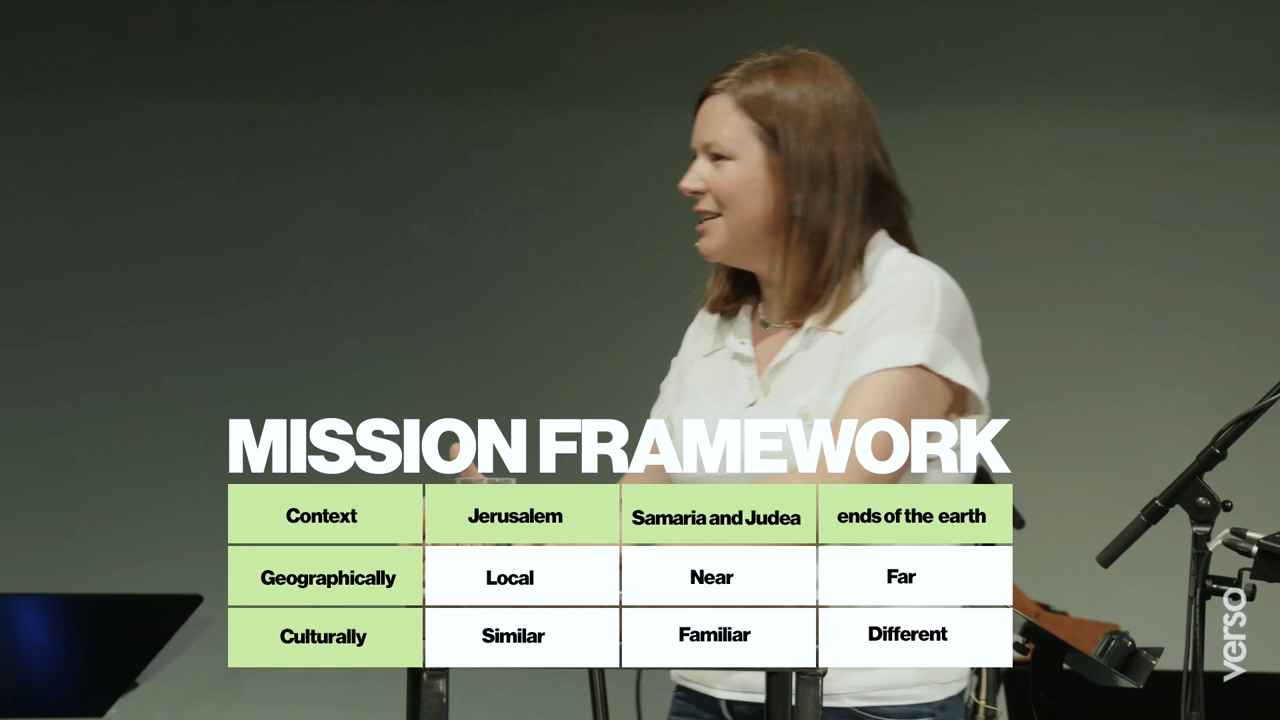 MISSION FRAMEWORK
Context Jerusalem Samaria and Judea ends of the earth
Geographically Local Near Far
Culturally Similar Familiar Different
verso